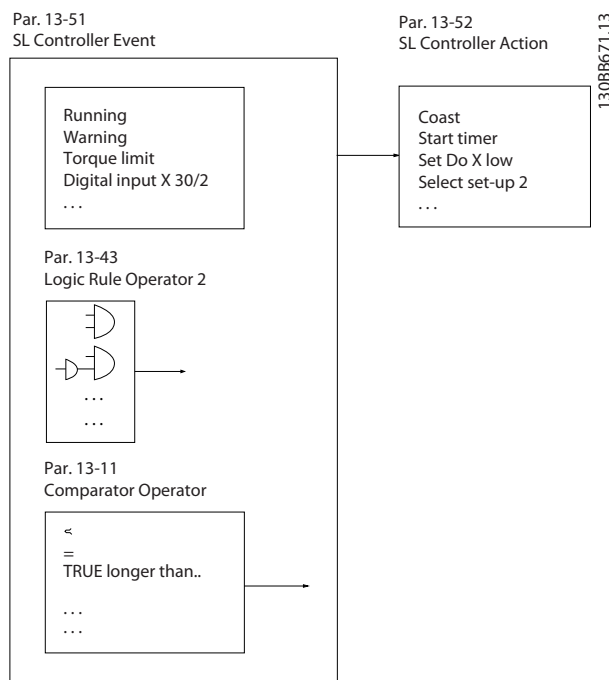 Par. 13-51
SL Controller Event
Par. 13-52
SL Controller Action
130BB671.13
Running
Warning
Torque limit
Digital input X 30/2
. . .
Coast
Start timer
Set Do X low
Select set-up 2
. . .
Par. 13-43
Logic Rule Operator 2
. . .
. . .
Par. 13-11
Comparator Operator
=
TRUE longer than..
. . .
. . .